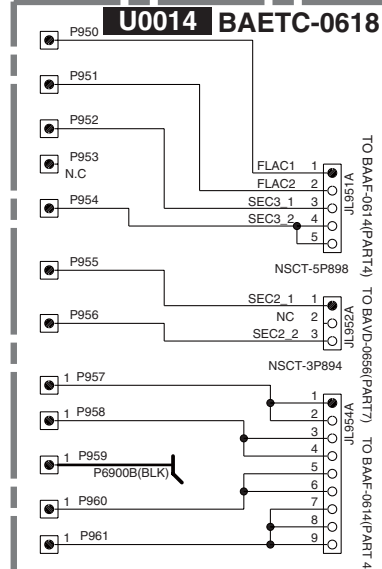 U0014 BAETC-0618
P950
P951
P952
P953
N.C
P954
FLAC1 1
FLAC2 2
SEC3_1 3
SEC3_2 4
5
JL951A
TO BAAF-0614(PART4)
NSCT-5P898
P955
P956
SEC2_1 1
NC 2
SEC2_2 3
JL952A
TO BAVD-0656(PART7)
NSCT-3P894
1 P957
1 P958
1 P959
P6900B(BLK)
1 P960
1 P961
1
2
3
4
5
6
7
8
9
JL954A
TO BAAF-0614(PART 4